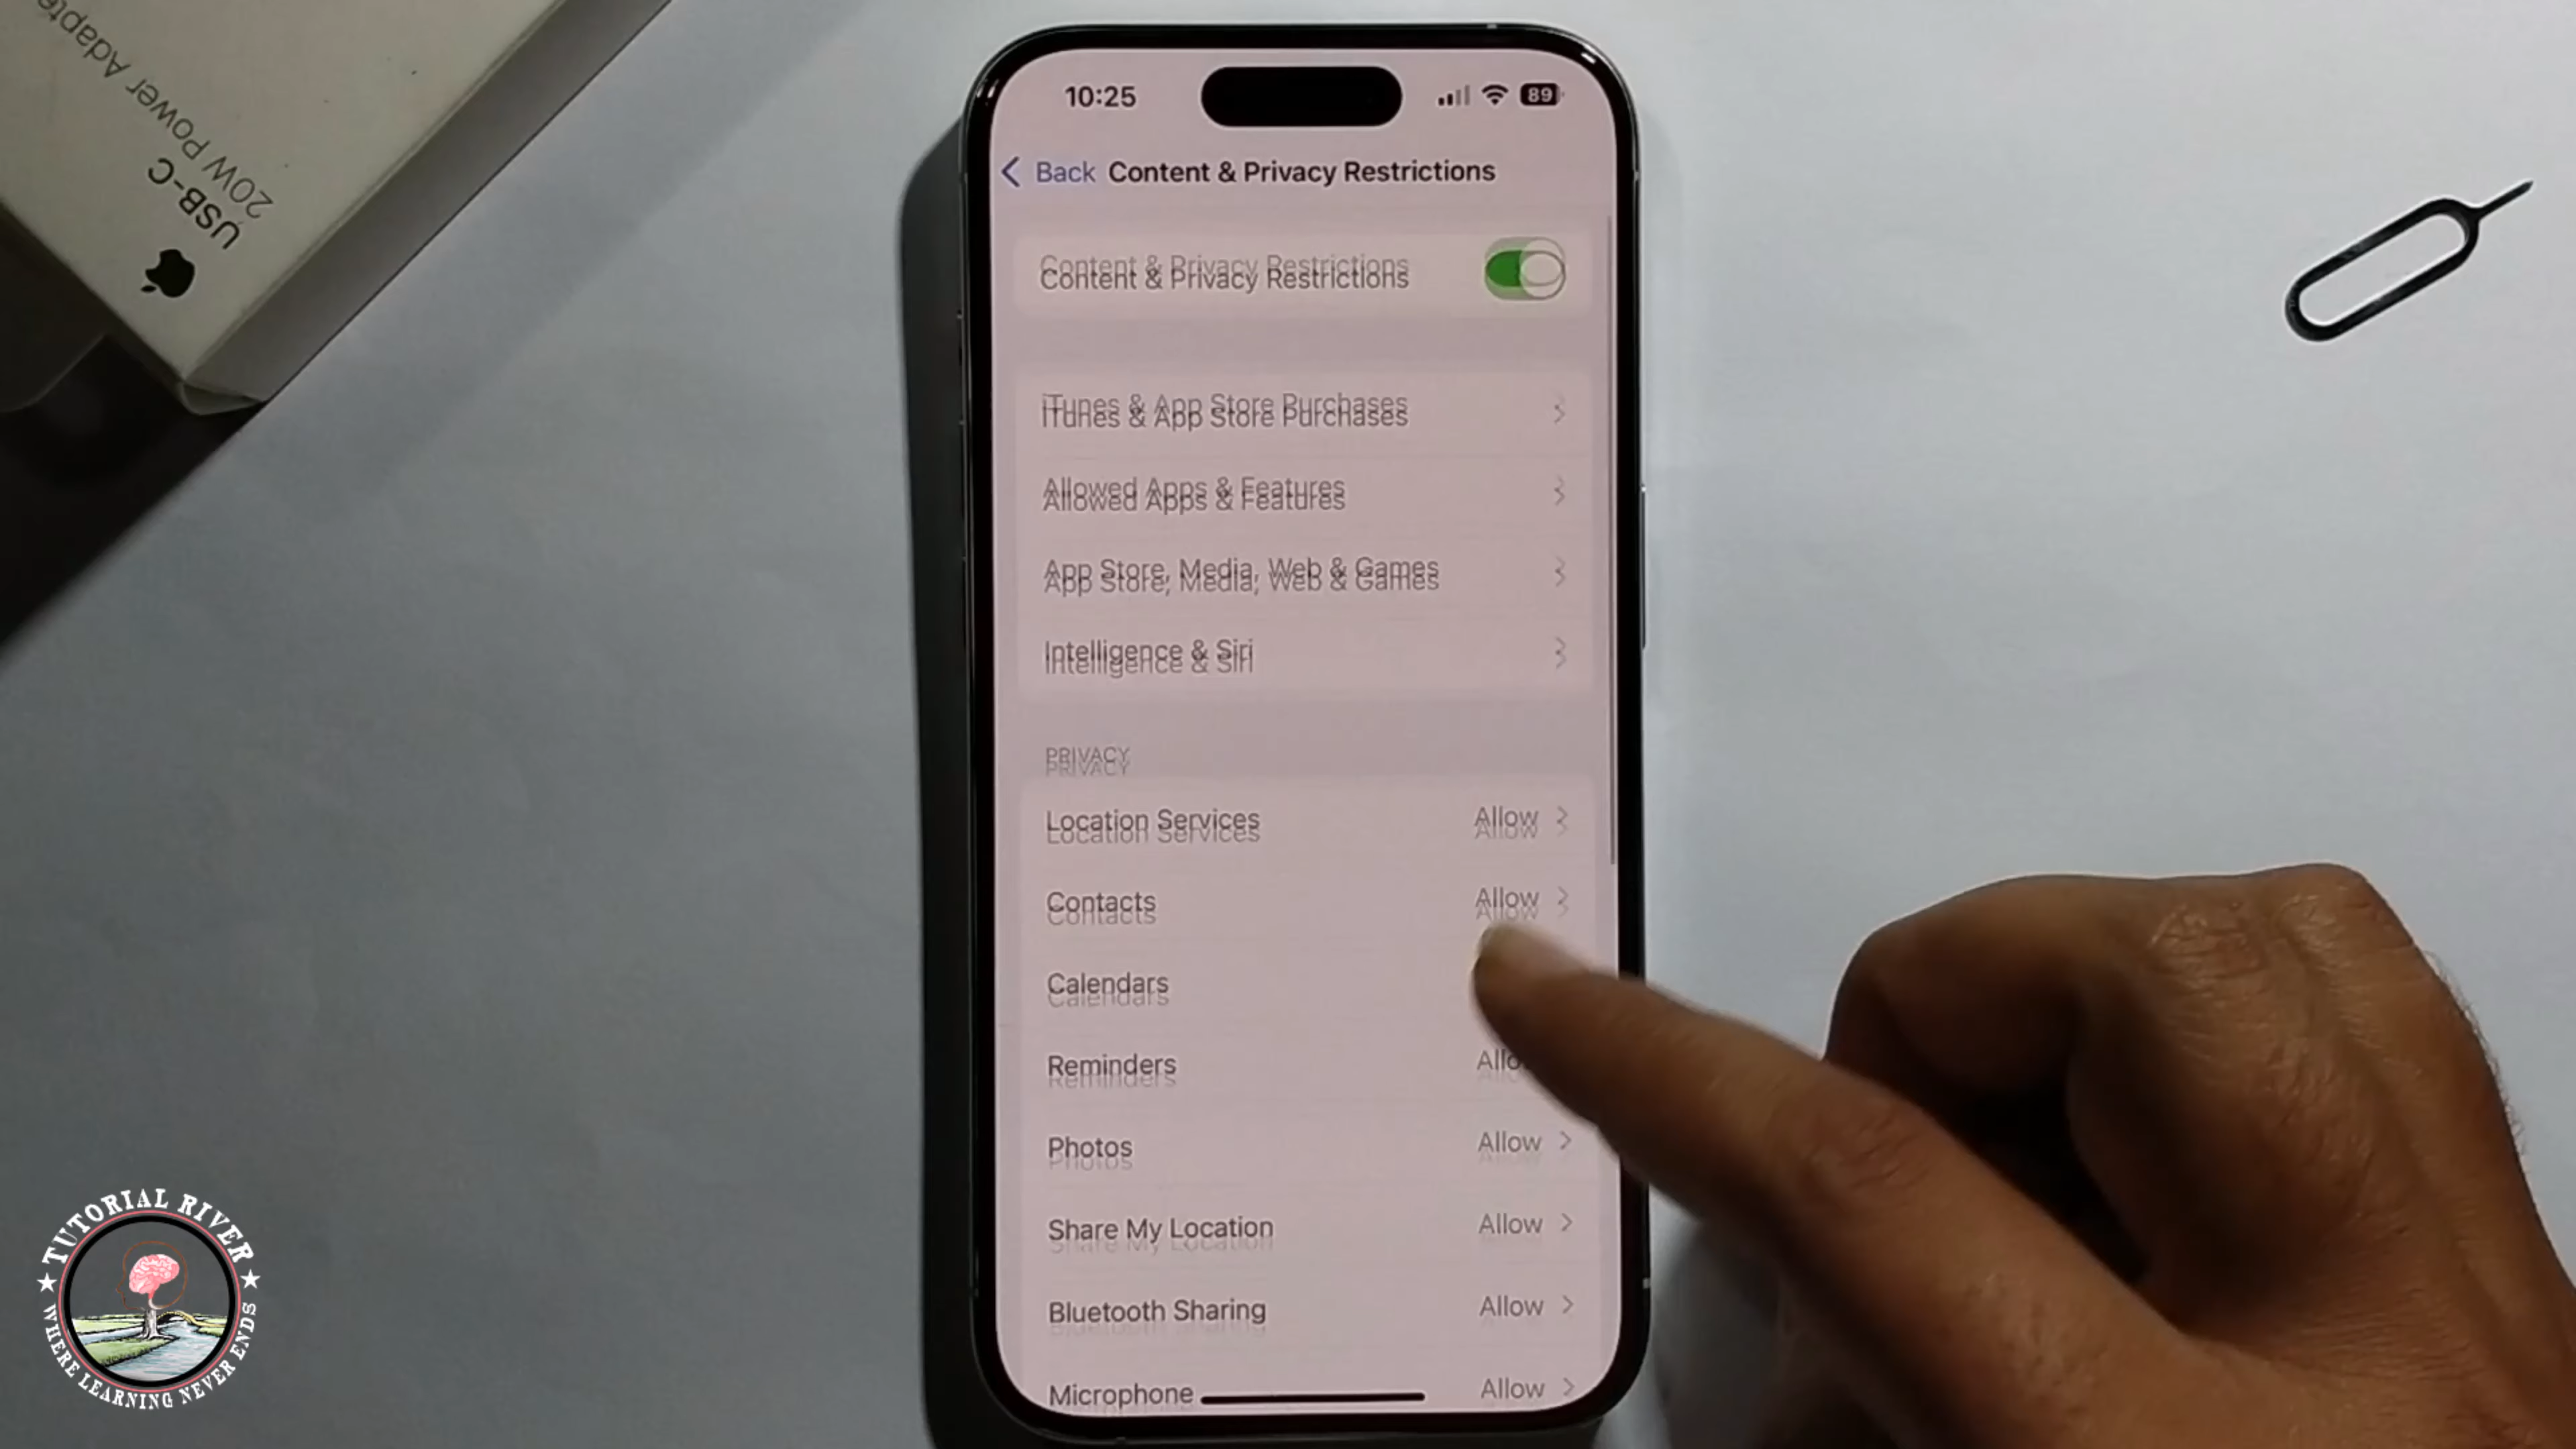 20W Power Adapte
USB-C
10:25
89
Back Content & Privacy Restrictions
Content & Privacy Restrictions
iTunes & App Store Purchases
Allowed Apps & Features
App Store, Media, Web & Games
Intelligence & Siri
PRIVACY
Location Services Allow
Contacts Allow
Calendars
Reminders Allo
Photos Allow
Share My Location Allow
Bluetooth Sharing Allow
Microphone Allow
TUTORIAL RIVER
WHERE LEARNING NEVER ENDS